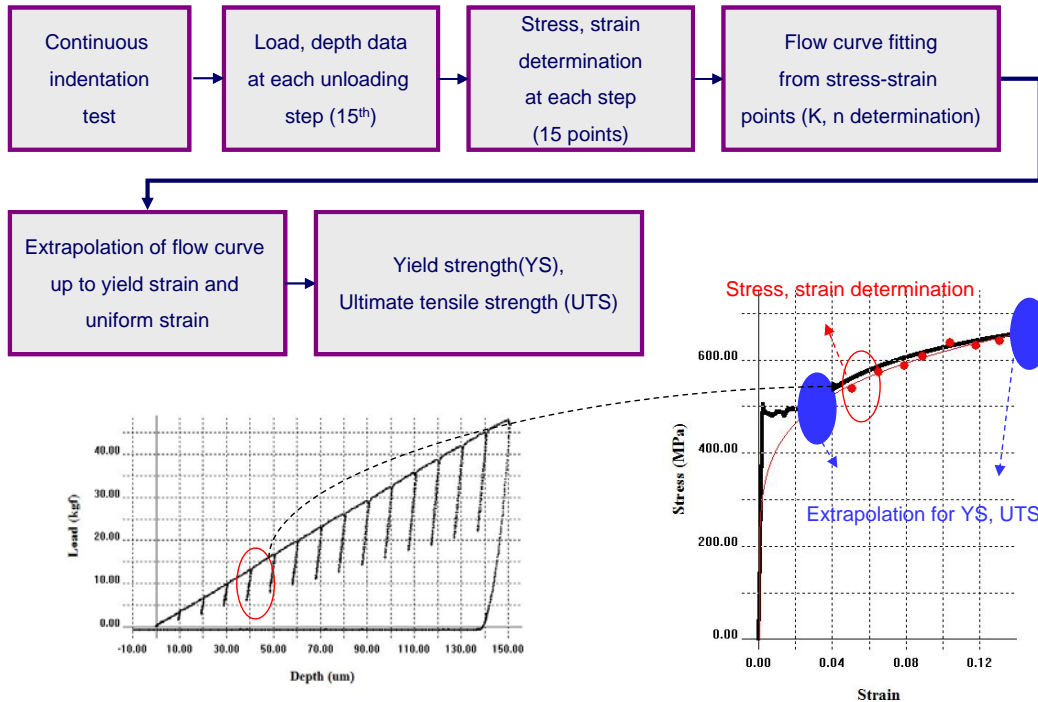 Continuous
indentation
test
Load, depth data
at each unloading
step (15th)
Stress, strain
determination
at each step
(15 points)
Flow curve fitting
from stress-strain
points (K, n determination)
Extrapolation of flow curve
up to yield strain and
uniform strain
Yield strength(YS),
Ultimate tensile strength (UTS)
Load (kgf)
40.00
30.00
20.00
10.00
0.00
-10.00 10.00 30.00 50.00 70.00 90.00 110.00 130.00 150.00
Depth (um)
Stress, strain determination
Stress (MPa)
600.00
400.00
200.00
0.00
Extrapolation for YS, UTS
0.00 0.04 0.08 0.12
Strain